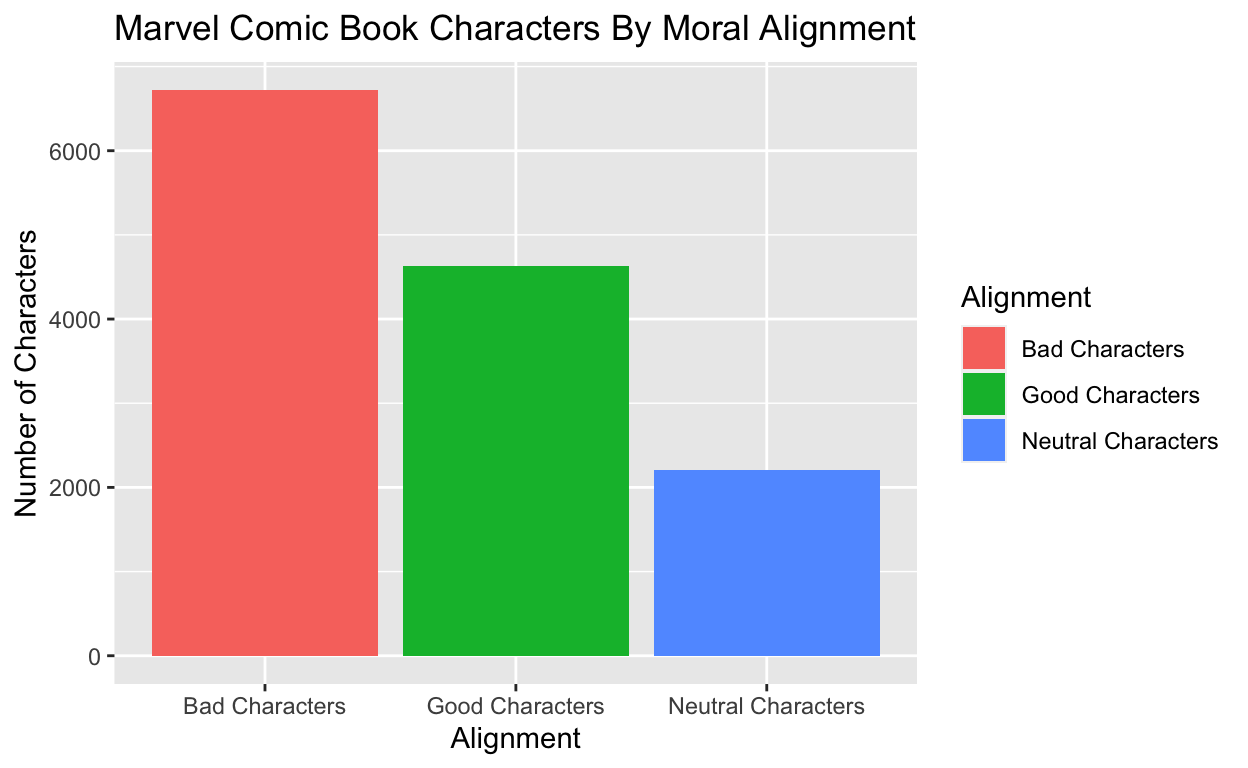 Marvel Comic Book Characters By Moral Alignment
Number of Characters
6000
4000
2000
0
Bad Characters
Good Characters
Neutral Characters
Alignment
Alignment
Bad Characters
Good Characters
Neutral Characters